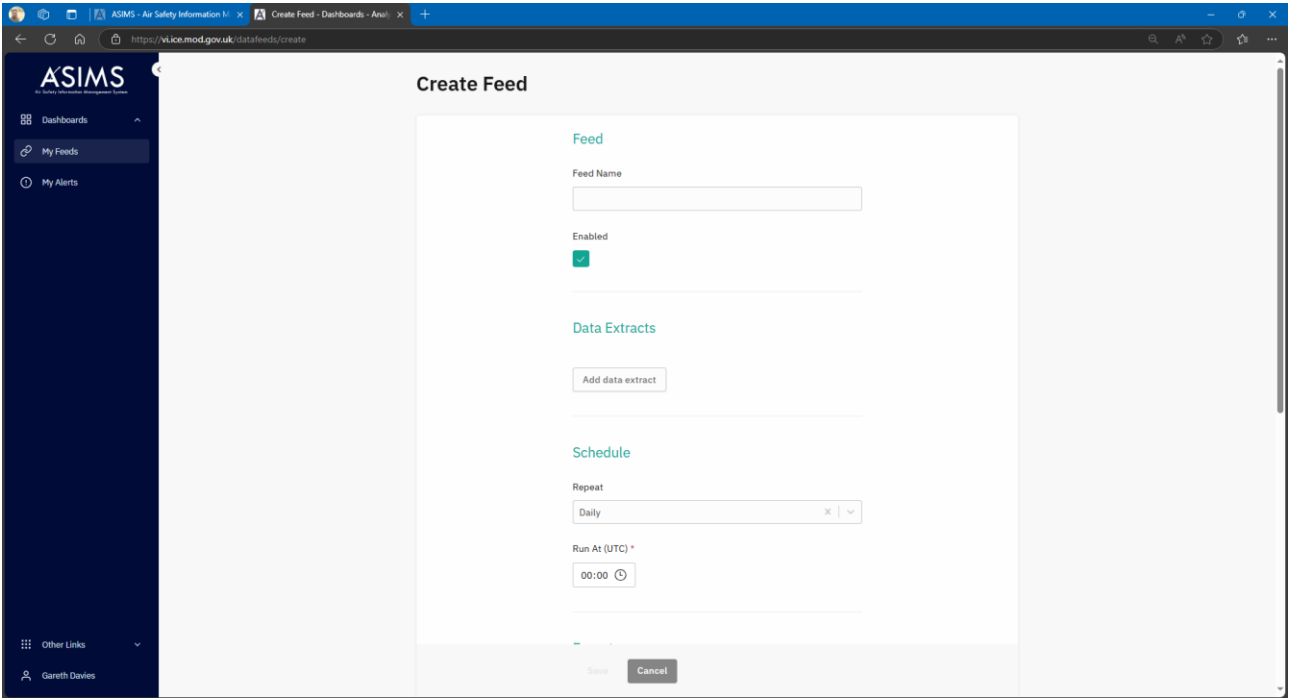 ASIMS - Air Safety Information M
Create Feed - Dashboards - Analy
https://vi.ice.mod.gov.uk/datafeeds/create
ASIMS
Air Safety Information Management System
Dashboards
My Feeds
My Alerts
Other Links
Gareth Davies
Create Feed
Feed
Feed Name
Enabled
Data Extracts
Add data extract
Schedule
Repeat
Daily
Run At (UTC) *
00:00
Save
Cancel